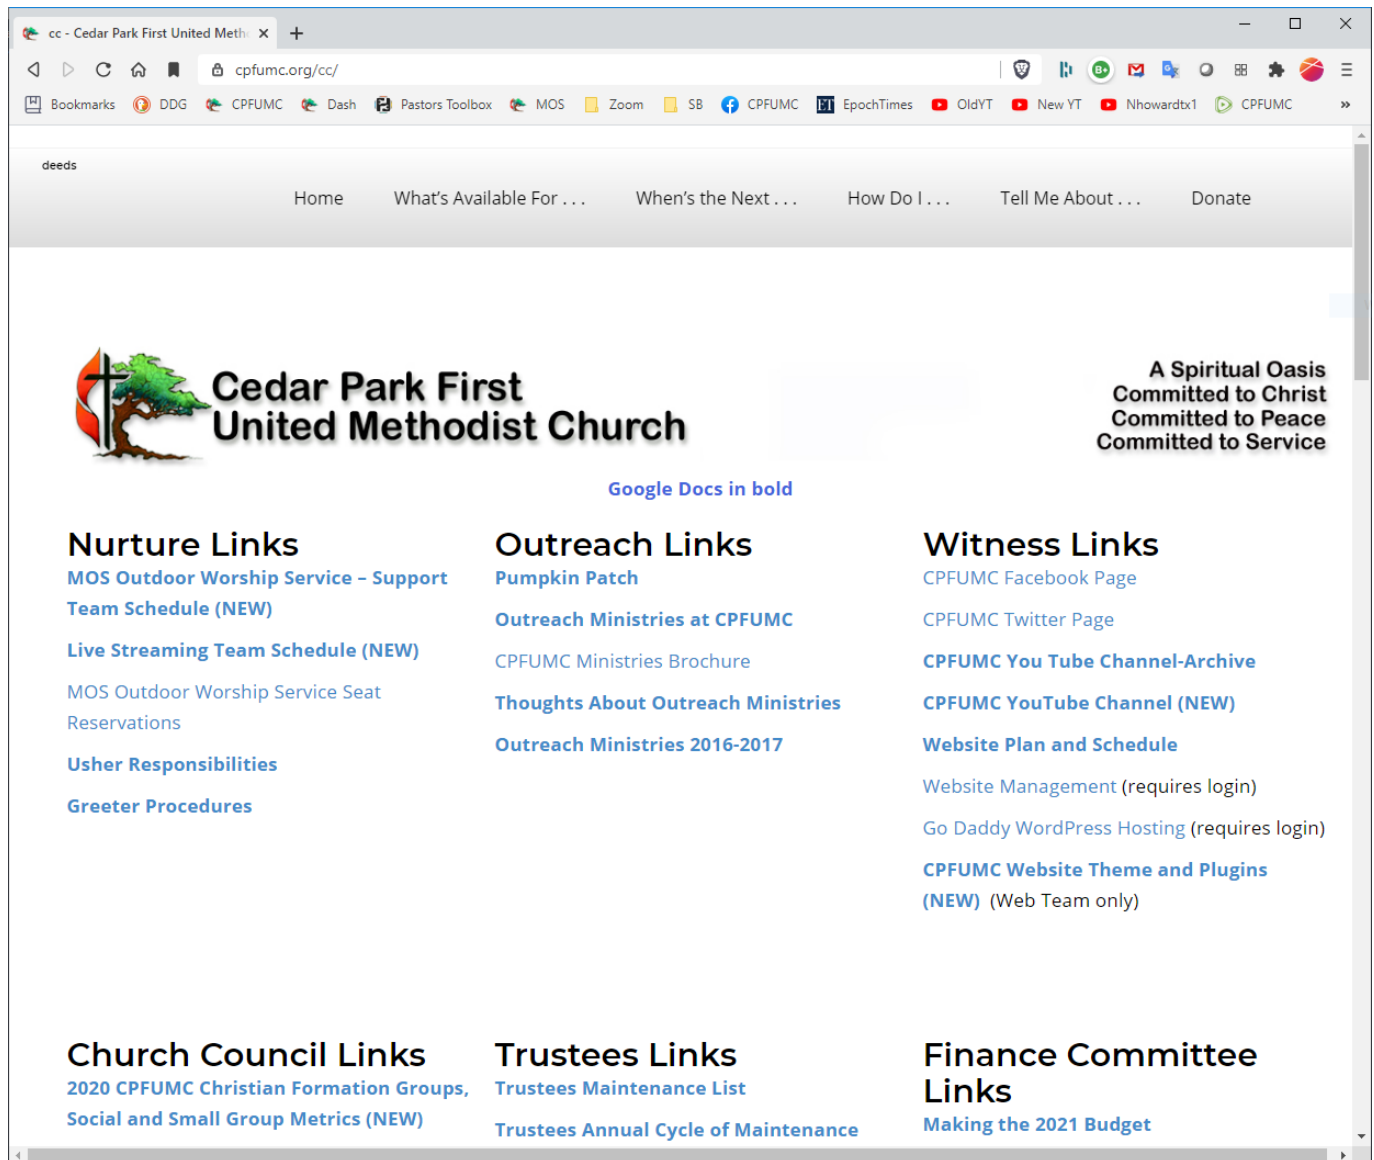 cc - Cedar Park First United Meth
cpfumc.org/cc/
Bookmarks DDG CPFUMC Dash Pastors Toolbox MOS Zoom SB CPFUMC EpochTimes OldYT New YT Nhowardtx1 CPFUMC »
deeds
Home What's Available For . . . When's the Next . . . How Do I . . . Tell Me About . . . Donate
Cedar Park First
United Methodist Church
A Spiritual Oasis
Committed to Christ
Committed to Peace
Committed to Service
Google Docs in bold
Nurture Links
MOS Outdoor Worship Service – Support
Team Schedule (NEW)
Live Streaming Team Schedule (NEW)
MOS Outdoor Worship Service Seat
Reservations
Usher Responsibilities
Greeter Procedures
Outreach Links
Pumpkin Patch
Outreach Ministries at CPFUMC
CPFUMC Ministries Brochure
Thoughts About Outreach Ministries
Outreach Ministries 2016-2017
Witness Links
CPFUMC Facebook Page
CPFUMC Twitter Page
CPFUMC You Tube Channel-Archive
CPFUMC YouTube Channel (NEW)
Website Plan and Schedule
Website Management (requires login)
Go Daddy WordPress Hosting (requires login)
CPFUMC Website Theme and Plugins
(NEW) (Web Team only)
Church Council Links
2020 CPFUMC Christian Formation Groups,
Social and Small Group Metrics (NEW)
Trustees Links
Trustees Maintenance List
Trustees Annual Cycle of Maintenance
Finance Committee
Links
Making the 2021 Budget